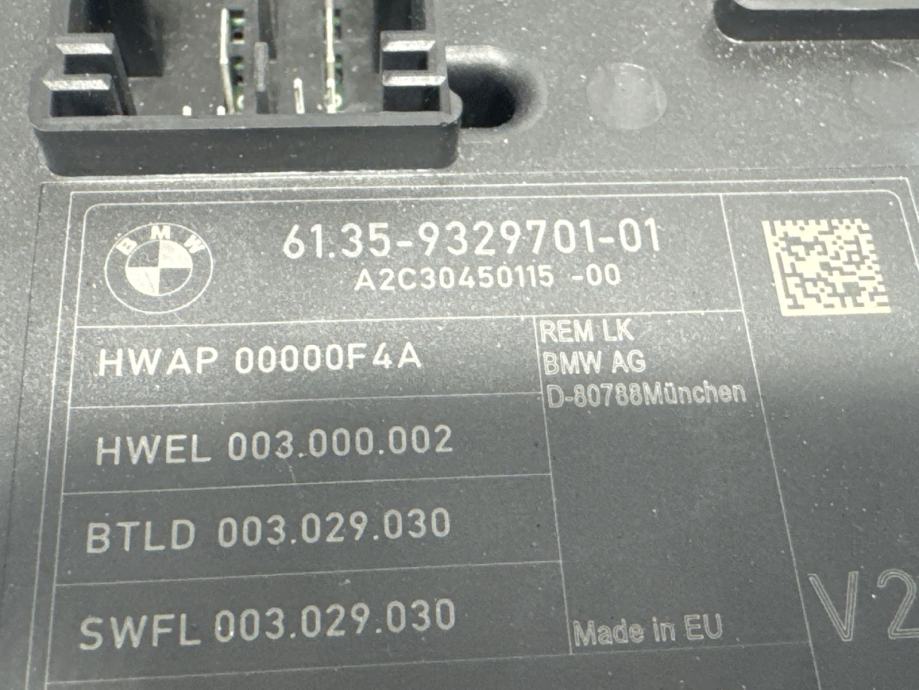 BMW
61.35-9329701-01
A2C30450115 -00
HWAP 00000F4A
REM LK
BMW AG
D-80788München
HWEL 003.000.002
BTLD 003.029.030
SWFL 003.029.030
Made in EU
V2